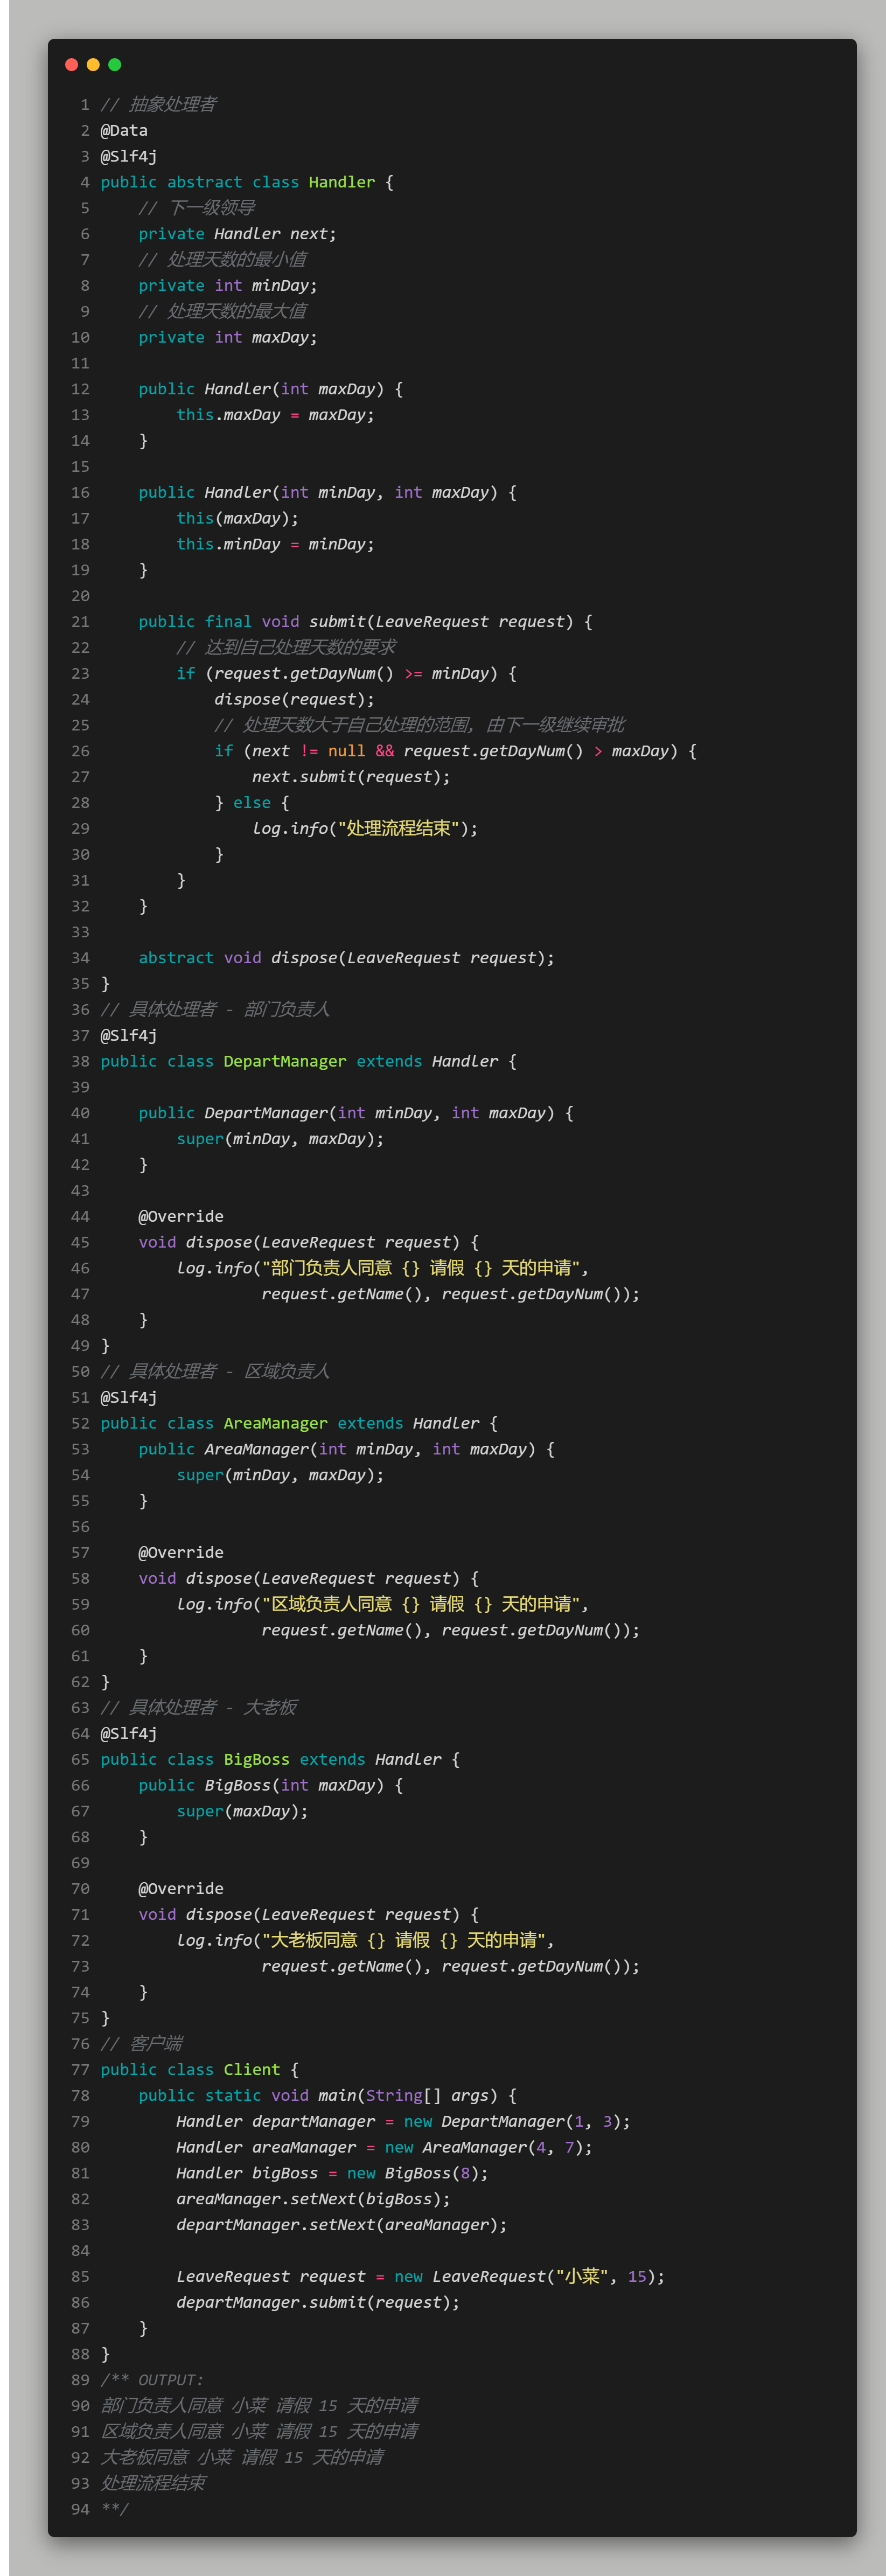 1 // 抽象处理者
2 @Data
3 @Slf4j
4 public abstract class Handler {
5     // 下一级领导
6     private Handler next;
7     // 处理天数的最小值
8     private int minDay;
9     // 处理天数的最大值
10     private int maxDay;
11
12     public Handler(int maxDay) {
13         this.maxDay = maxDay;
14     }
15
16     public Handler(int minDay, int maxDay) {
17         this(maxDay);
18         this.minDay = minDay;
19     }
20
21     public final void submit(LeaveRequest request) {
22         // 达到自己处理天数的要求
23         if (request.getDayNum() >= minDay) {
24             dispose(request);
25             // 处理天数大于自己处理的范围, 由下一级继续审批
26             if (next != null && request.getDayNum() > maxDay) {
27                 next.submit(request);
28             } else {
29                 log.info("处理流程结束");
30             }
31         }
32     }
33
34     abstract void dispose(LeaveRequest request);
35 }
36 // 具体处理者 - 部门负责人
37 @Slf4j
38 public class DepartManager extends Handler {
39
40     public DepartManager(int minDay, int maxDay) {
41         super(minDay, maxDay);
42     }
43
44     @Override
45     void dispose(LeaveRequest request) {
46         log.info("部门负责人同意 {} 请假 {} 天的申请",
47                  request.getName(), request.getDayNum());
48     }
49 }
50 // 具体处理者 - 区域负责人
51 @Slf4j
52 public class AreaManager extends Handler {
53     public AreaManager(int minDay, int maxDay) {
54         super(minDay, maxDay);
55     }
56
57     @Override
58     void dispose(LeaveRequest request) {
59         log.info("区域负责人同意 {} 请假 {} 天的申请",
60                  request.getName(), request.getDayNum());
61     }
62 }
63 // 具体处理者 - 大老板
64 @Slf4j
65 public class BigBoss extends Handler {
66     public BigBoss(int maxDay) {
67         super(maxDay);
68     }
69
70     @Override
71     void dispose(LeaveRequest request) {
72         log.info("大老板同意 {} 请假 {} 天的申请",
73                  request.getName(), request.getDayNum());
74     }
75 }
76 // 客户端
77 public class Client {
78     public static void main(String[] args) {
79         Handler departManager = new DepartManager(1, 3);
80         Handler areaManager = new AreaManager(4, 7);
81         Handler bigBoss = new BigBoss(8);
82         areaManager.setNext(bigBoss);
83         departManager.setNext(areaManager);
84
85         LeaveRequest request = new LeaveRequest("小菜", 15);
86         departManager.submit(request);
87     }
88 }
89 /** OUTPUT:
90 部门负责人同意 小菜 请假 15 天的申请
91 区域负责人同意 小菜 请假 15 天的申请
92 大老板同意 小菜 请假 15 天的申请
93 处理流程结束
94 **/